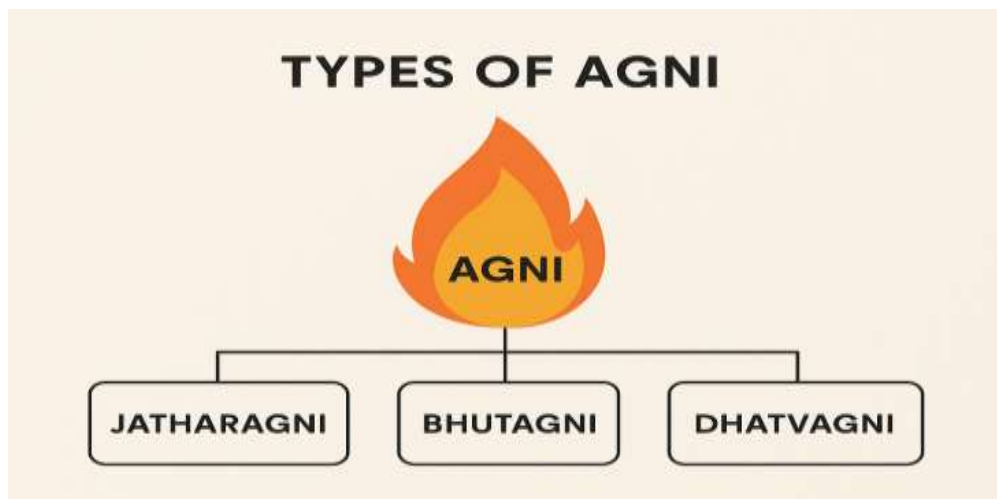 TYPES OF AGNI
AGNI
JATHARAGNI
BHUTAGNI
DHATVAGNI